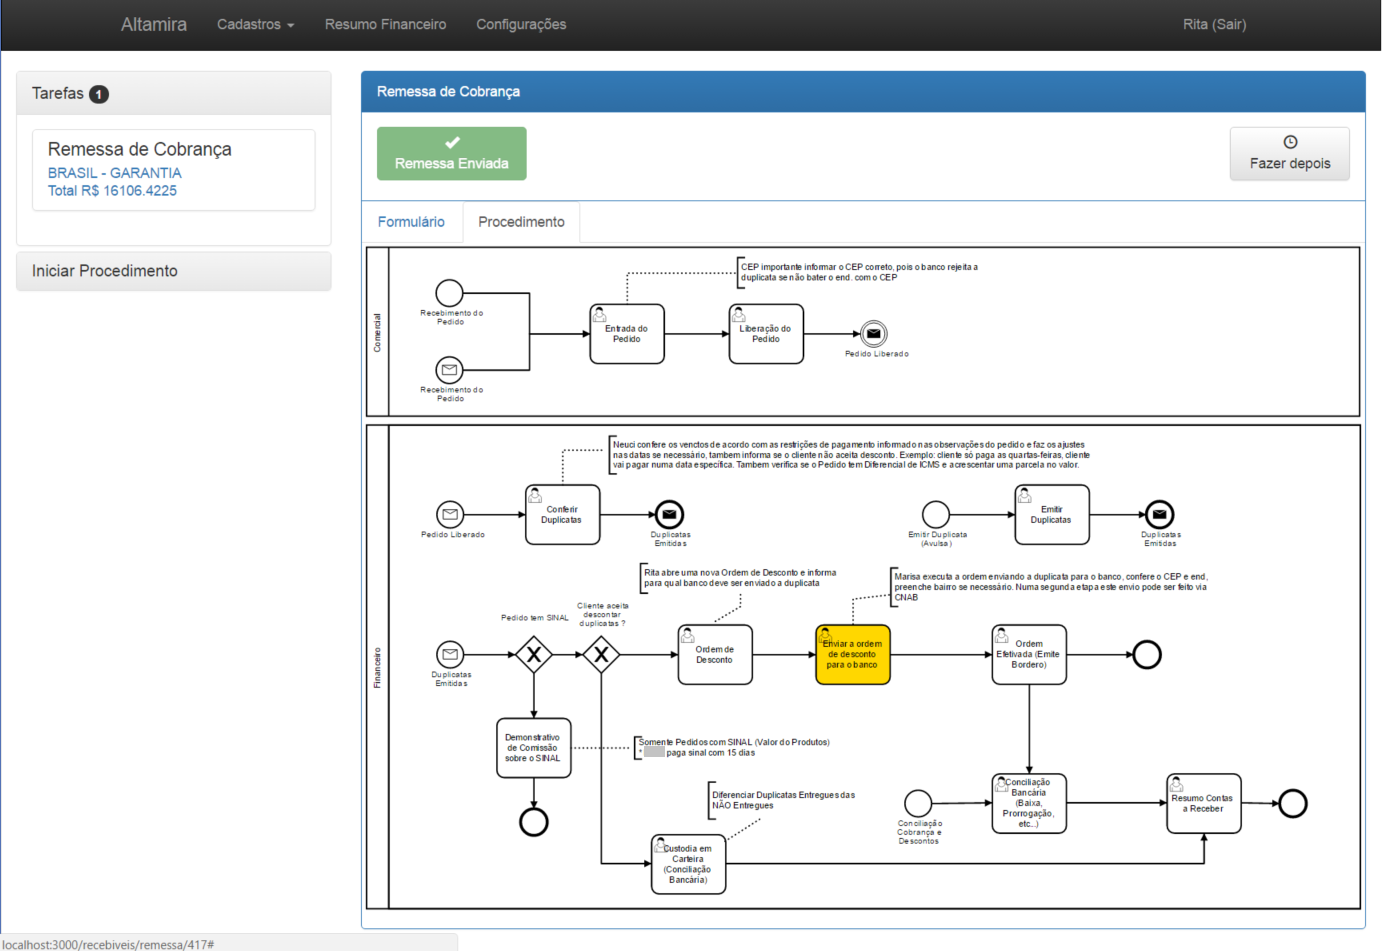 Altamira Cadastros Resumo Financeiro Configurações Rita (Sair)
Tarefas 1
Remessa de Cobrança
BRASIL - GARANTIA
Total R$ 16106.4225
Iniciar Procedimento
Remessa de Cobrança
Remessa Enviada
Fazer depois
Formulário Procedimento
Comercial
CEP importante informar o CEP correto, pois o banco rejeita a
duplicata se não bater o end. com o CEP
Recebimento do
Pedido
Entrada do
Pedido
Liberação do
Pedido
Pedido Liberado
Recebimento do
Pedido
Financeiro
Neuci confere os venctos de acordo com as restrições de pagamento informado nas observações do pedido e faz os ajustes
nas datas se necessário, tambem informa se o cliente não aceita desconto. Exemplo: cliente só paga as quartas-feiras, cliente
vai pagar numa data específica. Tambem verifica se o Pedido tem Diferencial de ICMS e acrescentar uma parcela no valor.
Pedido Liberado
Conferir
Duplicatas
Duplicatas
Emitidas
Emitir Duplicata
(Avulsa)
Emitir
Duplicatas
Duplicatas
Emitidas
Rita abre uma nova Ordem de Desconto e informa
para qual banco deve ser enviado a duplicata
Marisa executa a ordem enviando a duplicata para o banco, confere o CEP e end,
preenche bairro se necessário. Numa segunda etapa este envio pode ser feito via
CNAB
Pedido tem SINAL
Cliente aceita
descontar
duplicatas ?
Duplicatas
Emitidas
Ordem de
Desconto
Enviar a ordem
de desconto
para o banco
Ordem
Efetivada (Emite
Bordero)
Demonstrativo
de Comissão
sobre o SINAL
Somente Pedidos com SINAL (Valor do Produtos)
* paga sinal com 15 dias
Diferenciar Duplicatas Entregues das
NÃO Entregues
Conciliação
Cobrança e
Descontos
Conciliação
Bancária
(Baixa,
Prorrogação,
etc...)
Resumo Contas
a Receber
Custodia em
Carteira
(Conciliação
Bancária)
localhost:3000/recebiveis/remessa/417#